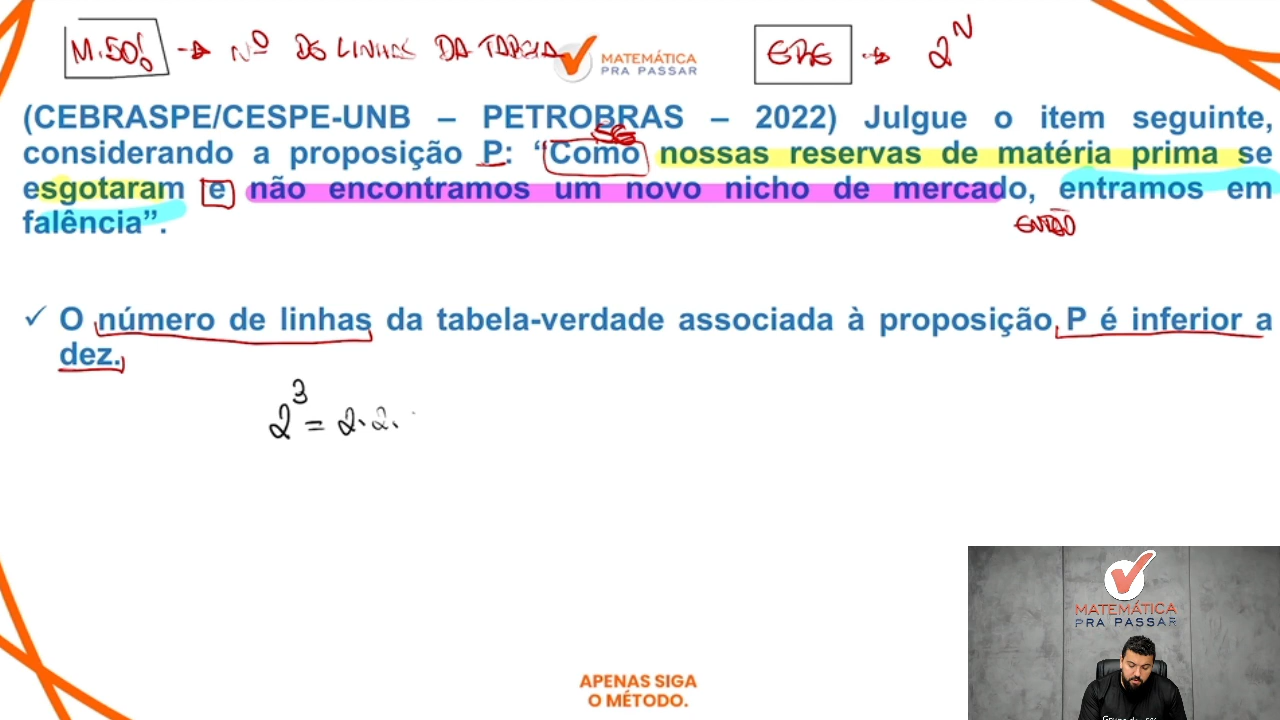 M.50! → Nº DE LINHAS DA TABELA
MATEMÁTICA
PRA PASSAR
→ 2^N
(CEBRASPE/CESPE-UNB – PETROBRAS – 2022) Julgue o item seguinte,
SE
considerando a proposição P: “Como nossas reservas de matéria prima se
esgotaram e não encontramos um novo nicho de mercado, entramos em
falência”.
ENTÃO
✓ O número de linhas da tabela-verdade associada à proposição P é inferior a
dez.
2^3 = 2.2.
MATEMÁTICA
PRA PASSAR
APENAS SIGA
O MÉTODO.